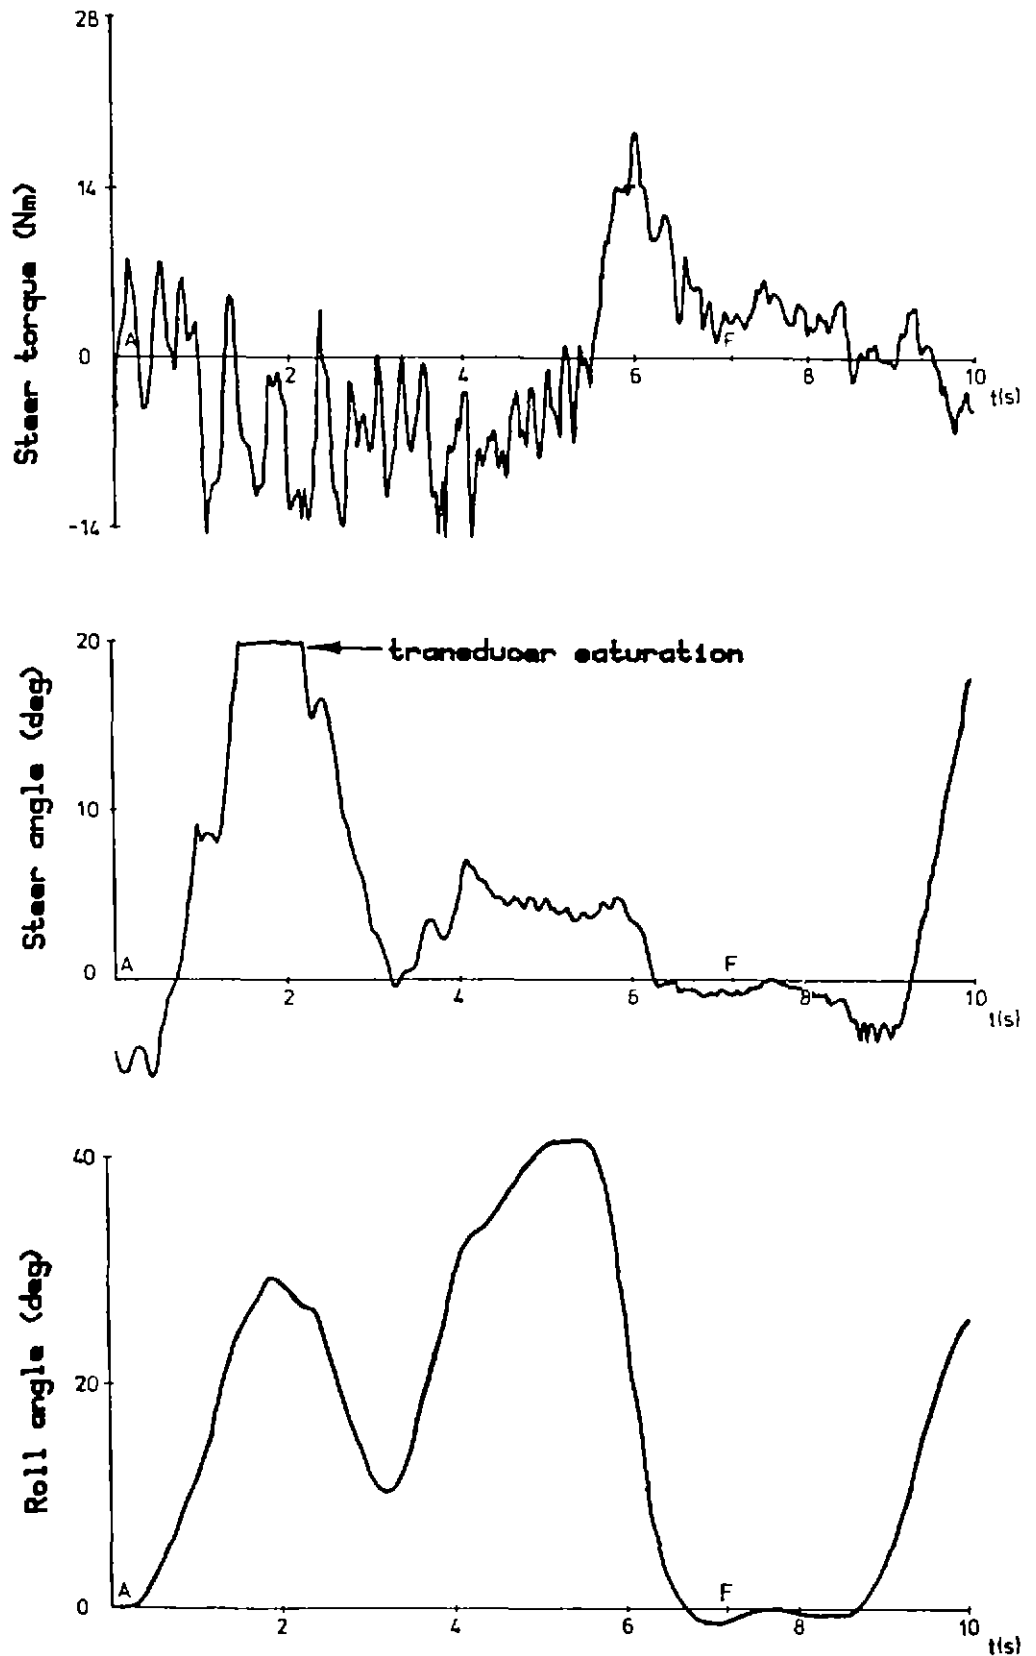 28
14
0
-14
Steer torque (Nm)
A
F
2
4
6
8
10
t(s)
20
10
0
Steer angle (deg)
transducer saturation
A
F
2
4
6
8
10
t(s)
40
20
0
Roll angle (deg)
A
F
2
4
6
8
10
t(s)